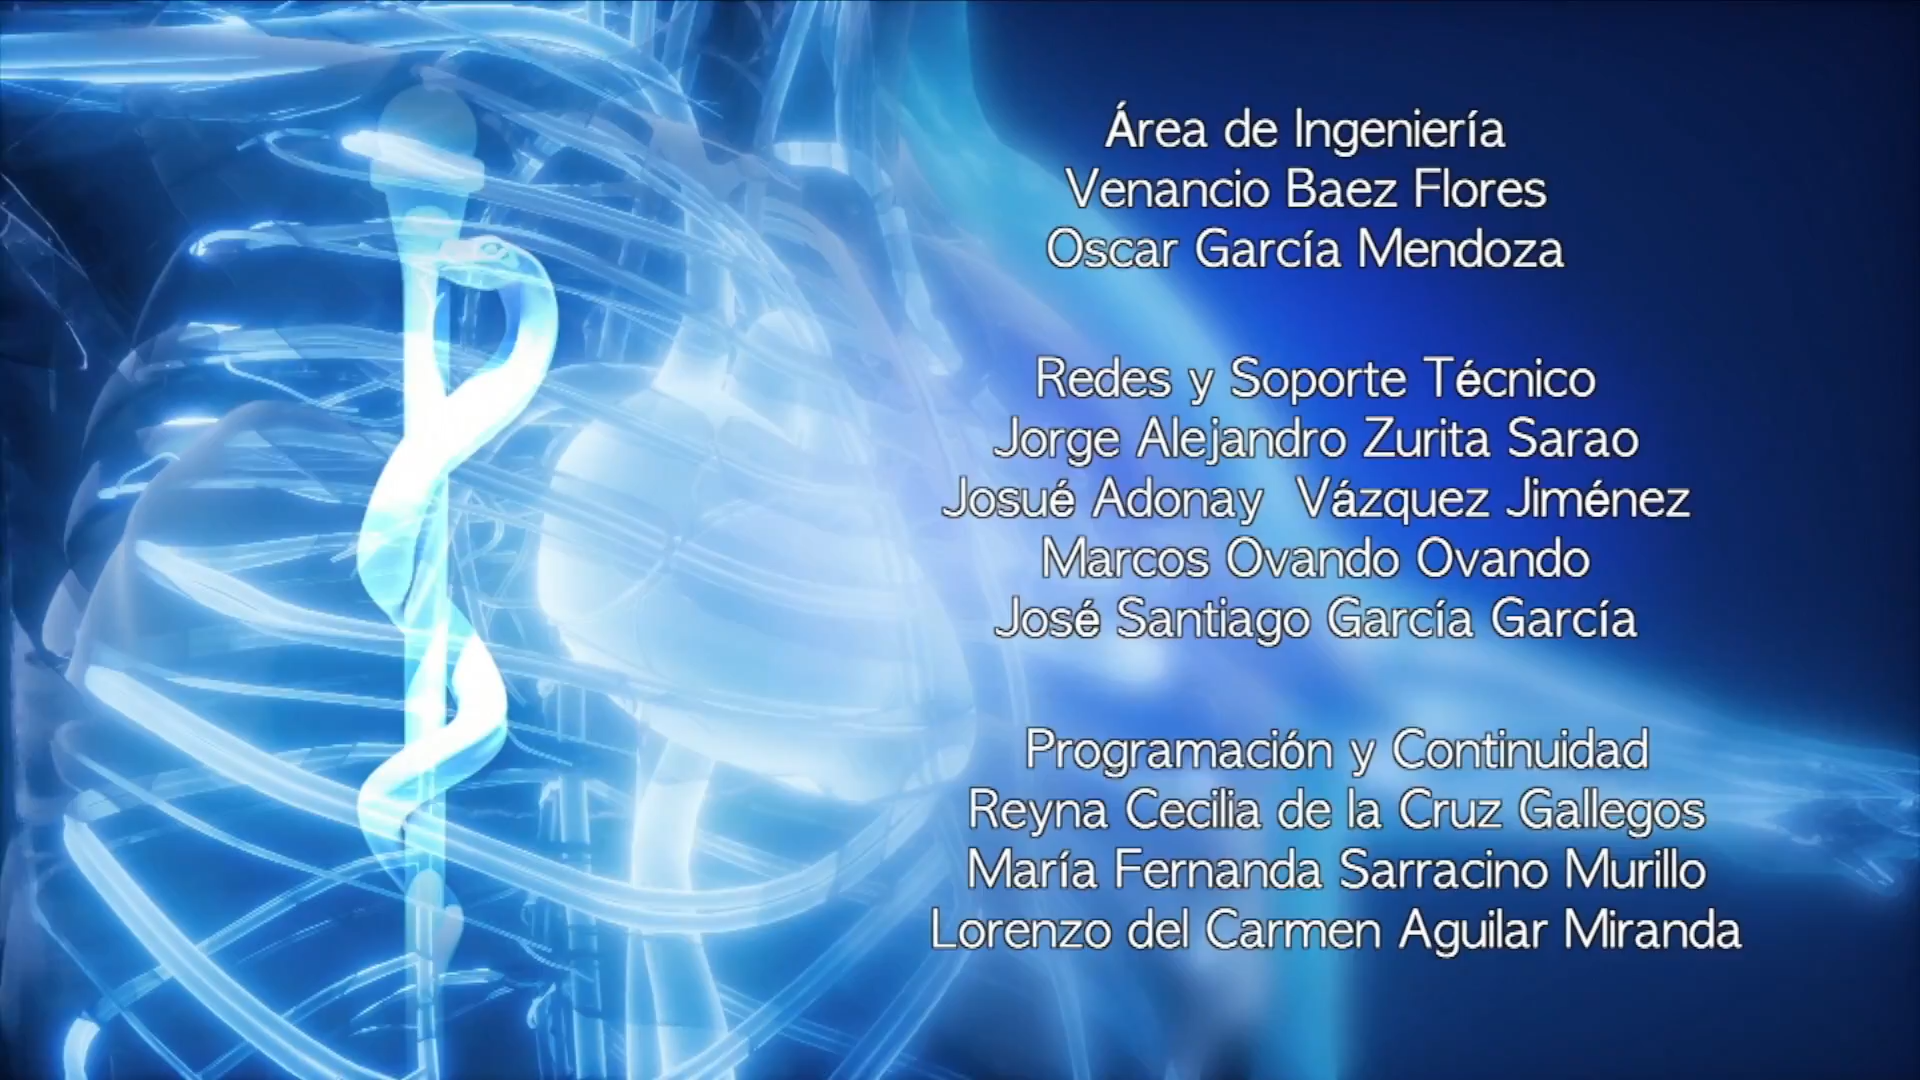 Área de Ingeniería
Venancio Baez Flores
Oscar García Mendoza
Redes y Soporte Técnico
Jorge Alejandro Zurita Sarao
Josué Adonay  Vázquez Jiménez
Marcos Ovando Ovando
José Santiago García García
Programación y Continuidad
Reyna Cecilia de la Cruz Gallegos
María Fernanda Sarracino Murillo
Lorenzo del Carmen Aguilar Miranda